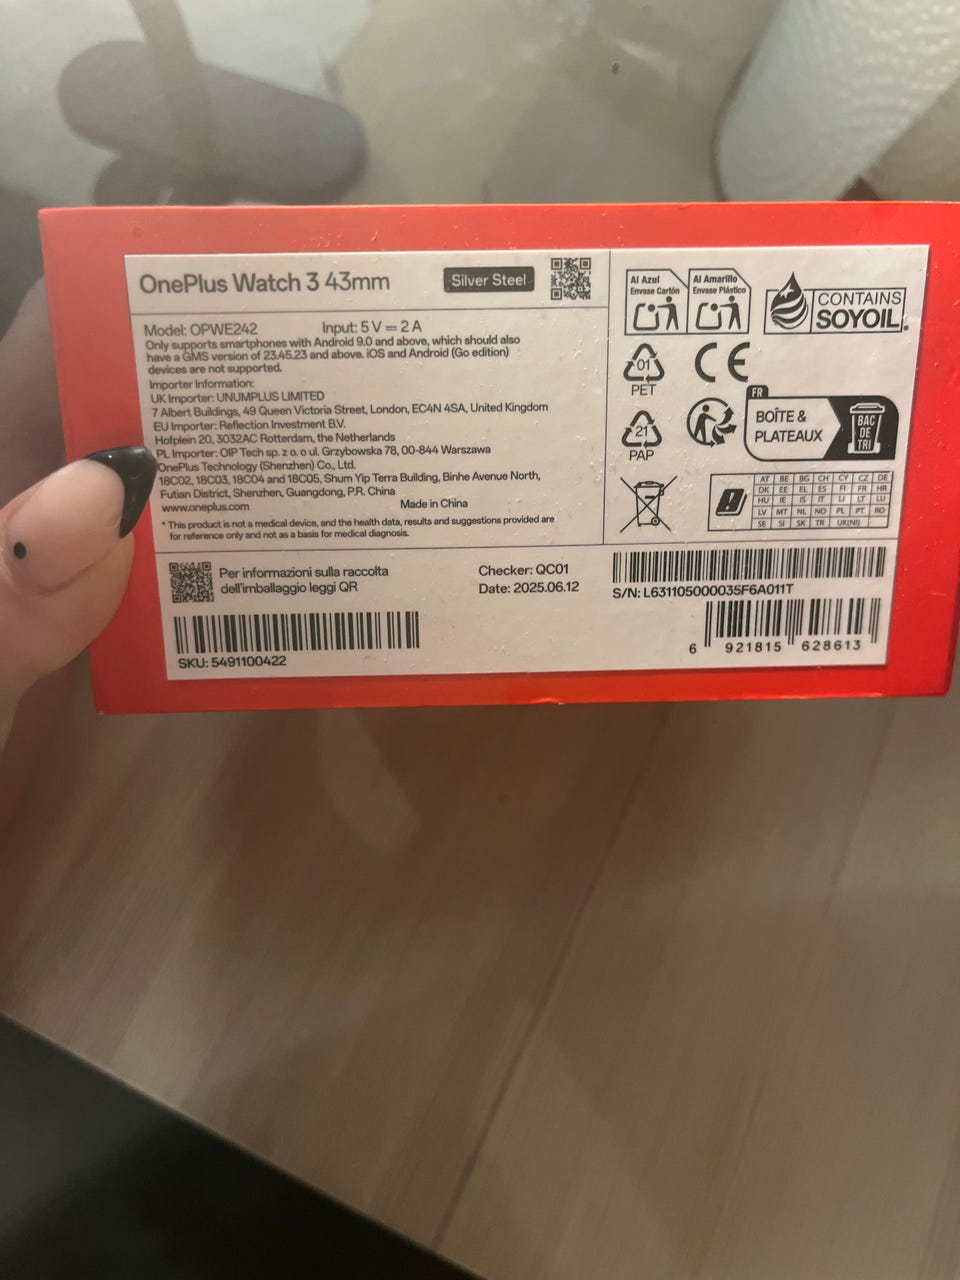 OnePlus Watch 3 43mm
Silver Steel
Model: OPWE242 Input: 5 V = 2 A
Only supports smartphones with Android 9.0 and above, which should also
have a GMS version of 23.45.23 and above. iOS and Android (Go edition)
devices are not supported.
Importer Information:
UK Importer: UNUMPLUS LIMITED
7 Albert Buildings, 49 Queen Victoria Street, London, EC4N 4SA, United Kingdom
EU Importer: Reflection Investment B.V.
Hofplein 20, 3032AC Rotterdam, the Netherlands
PL Importer: OIP Tech sp. z o. o ul. Grzybowska 78, 00-844 Warszawa
OnePlus Technology (Shenzhen) Co., Ltd.
18C02, 18C03, 18C04 and 18C05, Shum Yip Terra Building, Binhe Avenue North,
Futian District, Shenzhen, Guangdong, P.R. China
www.oneplus.com Made in China
* This product is not a medical device, and the health data, results and suggestions provided are
for reference only and not as a basis for medical diagnosis.
Per informazioni sulla raccolta
dell'imballaggio leggi QR
Checker: QC01
Date: 2025.06.12
SKU: 5491100422
Al Azul
Envase Cartón
Al Amarillo
Envase Plástico
CONTAINS
SOYOIL
01
PET
CE
21
PAP
FR
BOÎTE &
PLATEAUX
BAC
DE
TRI
AT BE BG CH CY CZ DE
DK EE EL ES FI FR HR
HU IE IS IT LI LT LU
LV MT NL NO PL PT RO
SE SI SK TR UK(NI)
S/N: L631105000035F6A011T
6 921815 628613